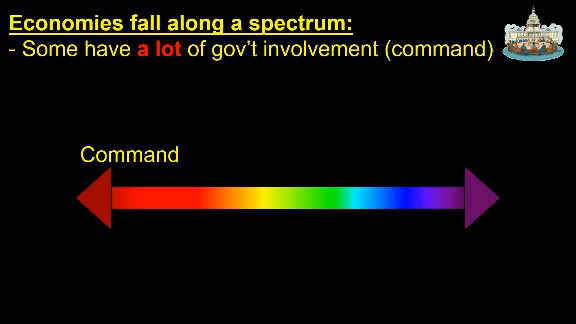 Economies fall along a spectrum:
- Some have a lot of gov't involvement (command)
Command